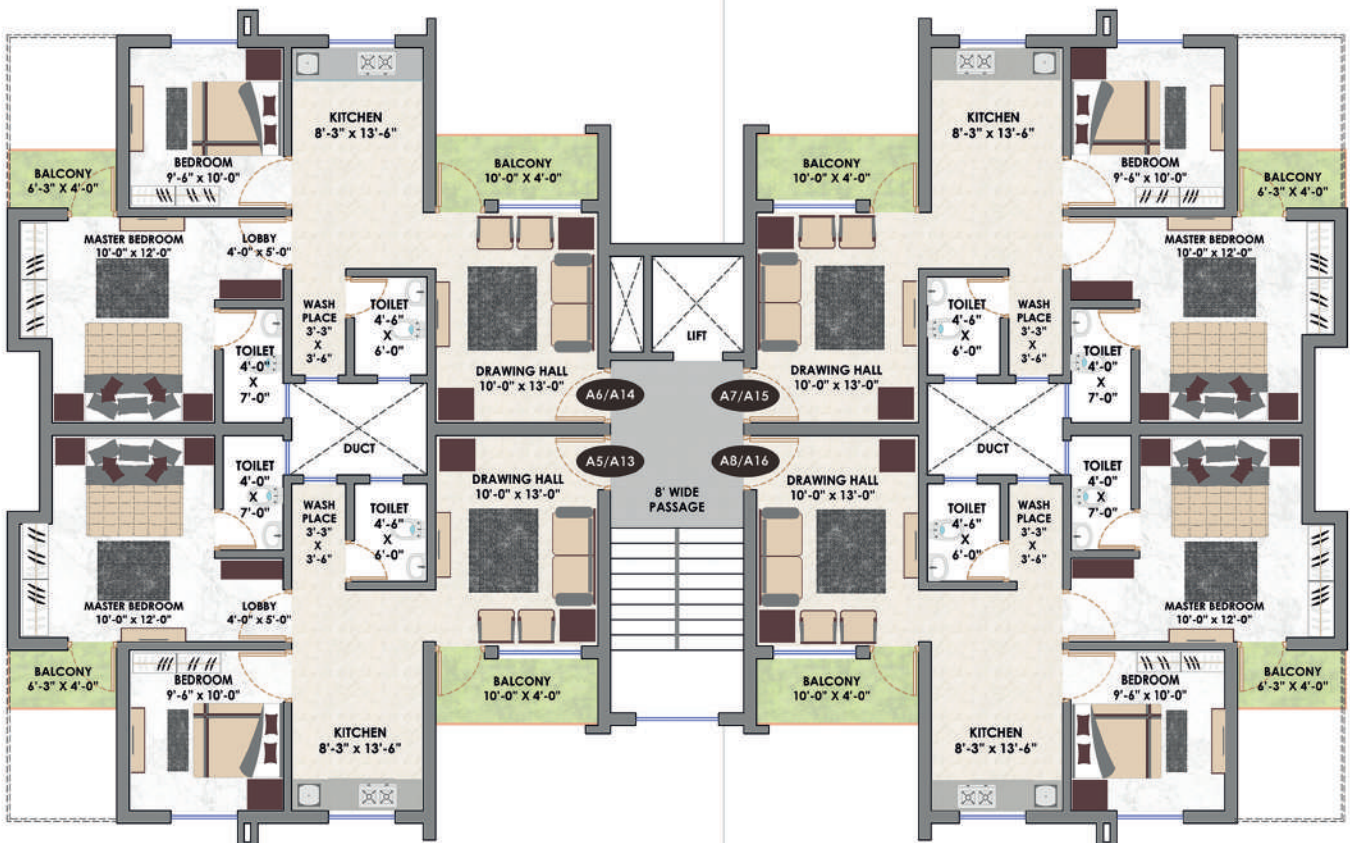 KITCHEN
8'-3" x 13'-6"
BEDROOM
9'-6" x 10'-0"
BALCONY
6'-3" X 4'-0"
BALCONY
10'-0" X 4'-0"
MASTER BEDROOM
10'-0" x 12'-0"
LOBBY
4'-0" x 5'-0"
WASH
PLACE
3'-3"
X
3'-6"
TOILET
4'-6"
X
6'-0"
TOILET
4'-0"
X
7'-0"
DRAWING HALL
10'-0" x 13'-0"
A6/A14
DUCT
LIFT
KITCHEN
8'-3" x 13'-6"
BEDROOM
9'-6" x 10'-0"
BALCONY
10'-0" X 4'-0"
BALCONY
6'-3" X 4'-0"
MASTER BEDROOM
10'-0" x 12'-0"
TOILET
4'-6"
X
6'-0"
WASH
PLACE
3'-3"
X
3'-6"
TOILET
4'-0"
X
7'-0"
DRAWING HALL
10'-0" x 13'-0"
A7/A15
DUCT
A5/A13
DRAWING HALL
10'-0" x 13'-0"
TOILET
4'-0"
X
7'-0"
WASH
PLACE
3'-3"
X
3'-6"
TOILET
4'-6"
X
6'-0"
MASTER BEDROOM
10'-0" x 12'-0"
LOBBY
4'-0" x 5'-0"
BALCONY
6'-3" X 4'-0"
BEDROOM
9'-6" x 10'-0"
BALCONY
10'-0" X 4'-0"
KITCHEN
8'-3" x 13'-6"
8' WIDE
PASSAGE
A8/A16
DRAWING HALL
10'-0" x 13'-0"
TOILET
4'-6"
X
6'-0"
WASH
PLACE
3'-3"
X
3'-6"
TOILET
4'-0"
X
7'-0"
MASTER BEDROOM
10'-0" x 12'-0"
BALCONY
10'-0" X 4'-0"
BEDROOM
9'-6" x 10'-0"
BALCONY
6'-3" X 4'-0"
KITCHEN
8'-3" x 13'-6"